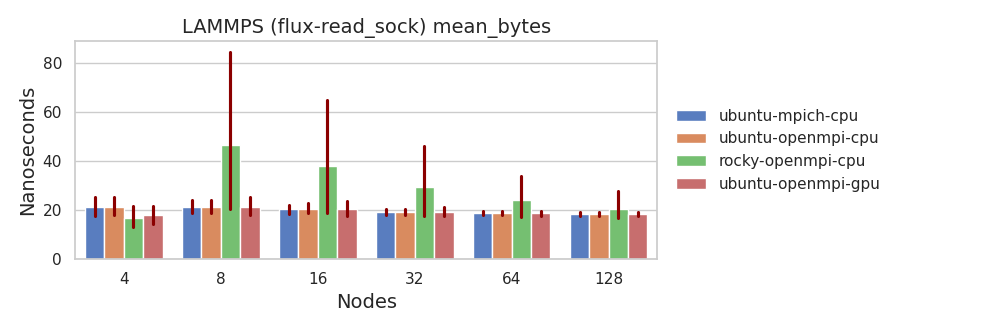 LAMMPS (flux-read_sock) mean_bytes
Nanoseconds
80
60
40
20
0
4 8 16 32 64 128
Nodes
ubuntu-mpich-cpu
ubuntu-openmpi-cpu
rocky-openmpi-cpu
ubuntu-openmpi-gpu